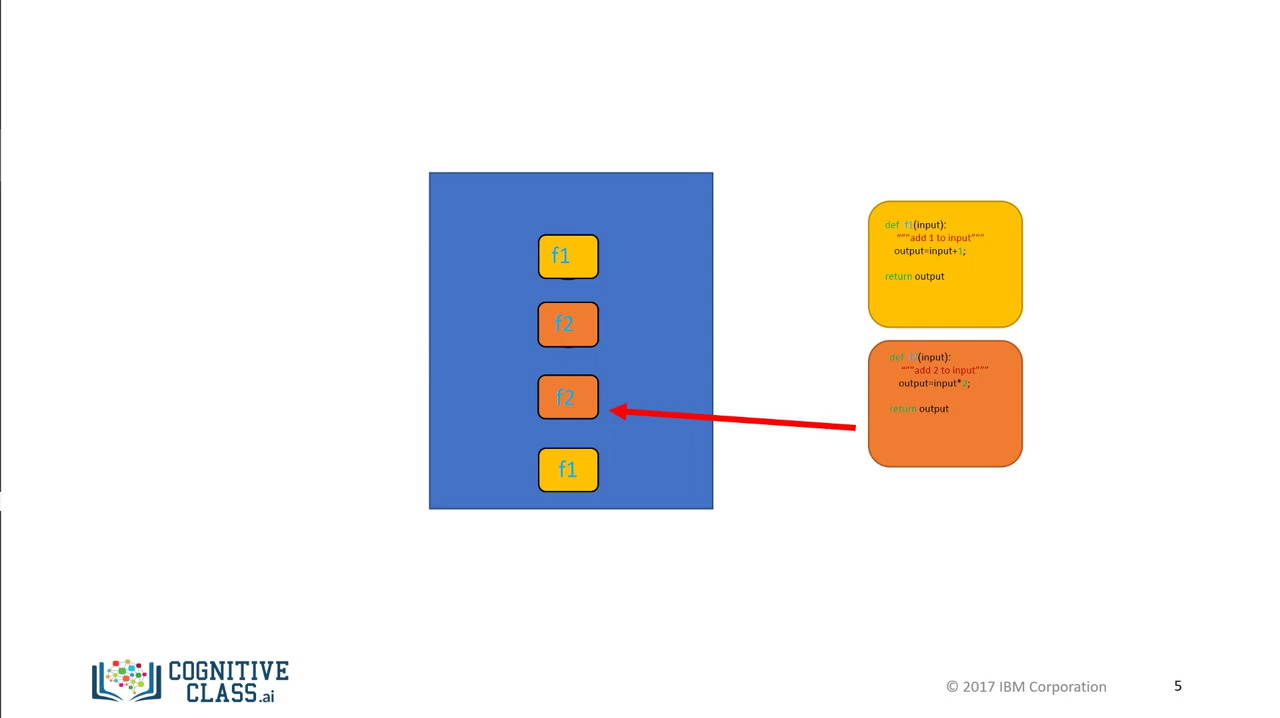 f1
f2
f2
f1
def f1(input):
"""add 1 to input"""
output=input+1;
return output
def f2(input):
"""add 2 to input"""
output=input*2;
return output
COGNITIVE
CLASS.ai
© 2017 IBM Corporation
5